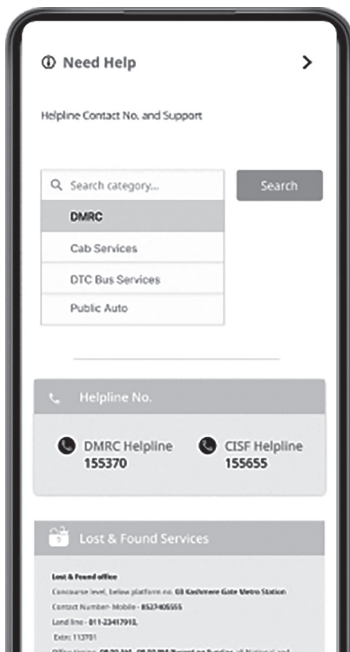 Need Help
Helpline Contact No. and Support
Search category...
Search
DMRC
Cab Services
DTC Bus Services
Public Auto
Helpline No.
DMRC Helpline
155370
CISF Helpline
155655
Lost & Found Services
Lost & Found office
Concourse level, below platform no. 03 Kashmere Gate Metro Station
Contact Number- Mobile - 8527405555
Land line - 011-23417910,
Extn: 113701